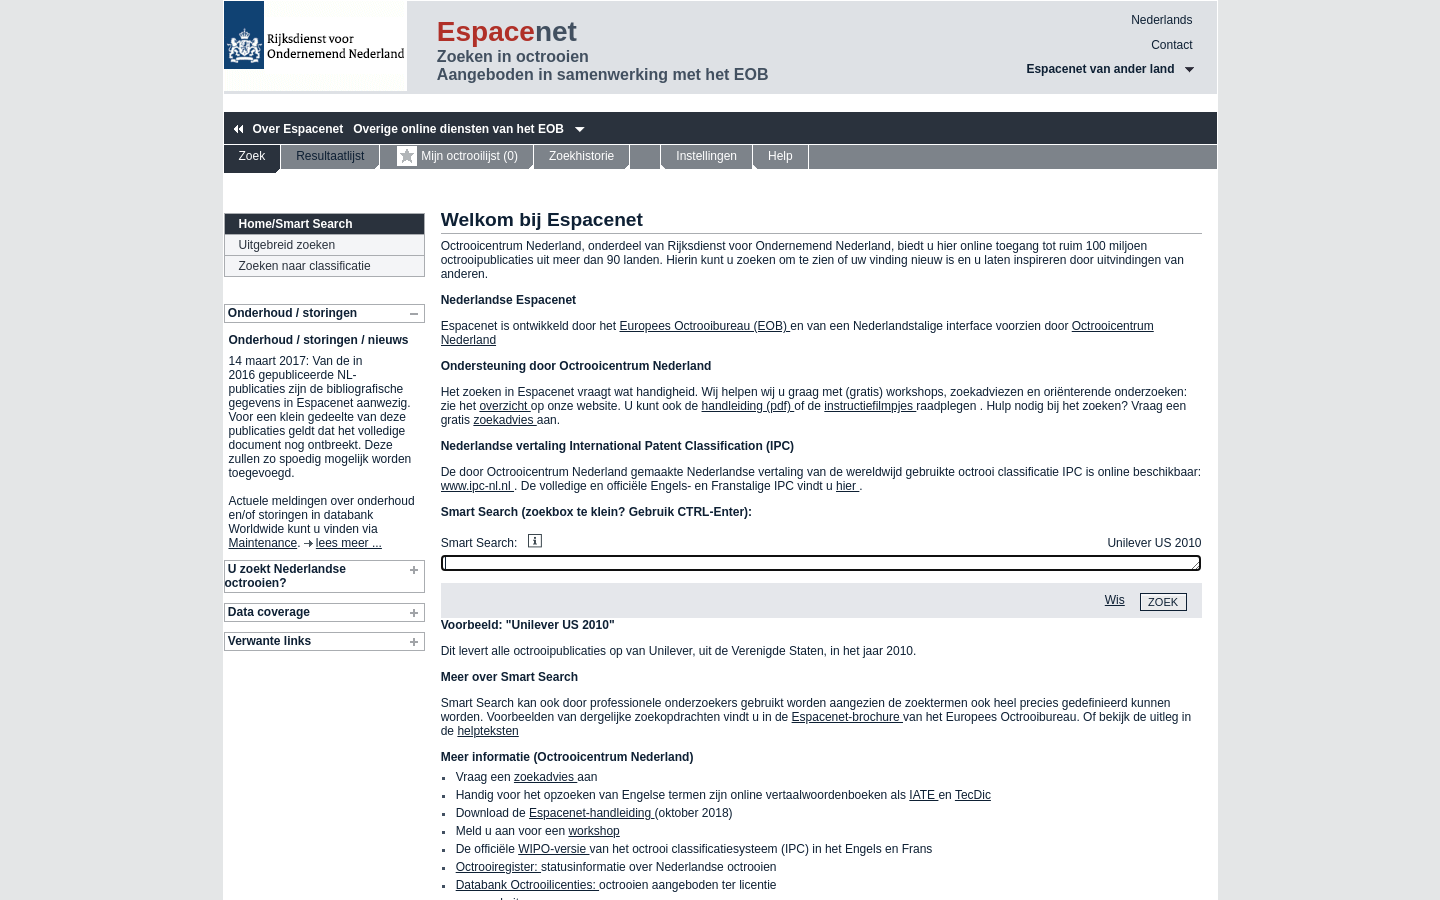 Rijksdienst voor
Ondernemend Nederland
Espacenet
Zoeken in octrooien
Aangeboden in samenwerking met het EOB
Nederlands
Contact
Espacenet van ander land
Over Espacenet Overige online diensten van het EOB
Zoek Resultaatlijst Mijn octrooilijst (0) Zoekhistorie Instellingen Help
Home/Smart Search
Uitgebreid zoeken
Zoeken naar classificatie
Onderhoud / storingen
Onderhoud / storingen / nieuws
14 maart 2017: Van de in
2016 gepubliceerde NL-
publicaties zijn de bibliografische
gegevens in Espacenet aanwezig.
Voor een klein gedeelte van deze
publicaties geldt dat het volledige
document nog ontbreekt. Deze
zullen zo spoedig mogelijk worden
toegevoegd.
Actuele meldingen over onderhoud
en/of storingen in databank
Worldwide kunt u vinden via
Maintenance. lees meer ...
U zoekt Nederlandse
octrooien?
Data coverage
Verwante links
Welkom bij Espacenet
Octrooicentrum Nederland, onderdeel van Rijksdienst voor Ondernemend Nederland, biedt u hier online toegang tot ruim 100 miljoen
octrooipublicaties uit meer dan 90 landen. Hierin kunt u zoeken om te zien of uw vinding nieuw is en u laten inspireren door uitvindingen van
anderen.
Nederlandse Espacenet
Espacenet is ontwikkeld door het Europees Octrooibureau (EOB) en van een Nederlandstalige interface voorzien door Octrooicentrum
Nederland
Ondersteuning door Octrooicentrum Nederland
Het zoeken in Espacenet vraagt wat handigheid. Wij helpen wij u graag met (gratis) workshops, zoekadviezen en oriënterende onderzoeken:
zie het overzicht op onze website. U kunt ook de handleiding (pdf) of de instructiefilmpjes raadplegen . Hulp nodig bij het zoeken? Vraag een
gratis zoekadvies aan.
Nederlandse vertaling International Patent Classification (IPC)
De door Octrooicentrum Nederland gemaakte Nederlandse vertaling van de wereldwijd gebruikte octrooi classificatie IPC is online beschikbaar:
www.ipc-nl.nl . De volledige en officiële Engels- en Franstalige IPC vindt u hier .
Smart Search (zoekbox te klein? Gebruik CTRL-Enter):
Smart Search: Unilever US 2010
Wis ZOEK
Voorbeeld: "Unilever US 2010"
Dit levert alle octrooipublicaties op van Unilever, uit de Verenigde Staten, in het jaar 2010.
Meer over Smart Search
Smart Search kan ook door professionele onderzoekers gebruikt worden aangezien de zoektermen ook heel precies gedefinieerd kunnen
worden. Voorbeelden van dergelijke zoekopdrachten vindt u in de Espacenet-brochure van het Europees Octrooibureau. Of bekijk de uitleg in
de helpteksten
Meer informatie (Octrooicentrum Nederland)
Vraag een zoekadvies aan
Handig voor het opzoeken van Engelse termen zijn online vertaalwoordenboeken als IATE en TecDic
Download de Espacenet-handleiding (oktober 2018)
Meld u aan voor een workshop
De officiële WIPO-versie van het octrooi classificatiesysteem (IPC) in het Engels en Frans
Octrooiregister: statusinformatie over Nederlandse octrooien
Databank Octrooilicenties: octrooien aangeboden ter licentie